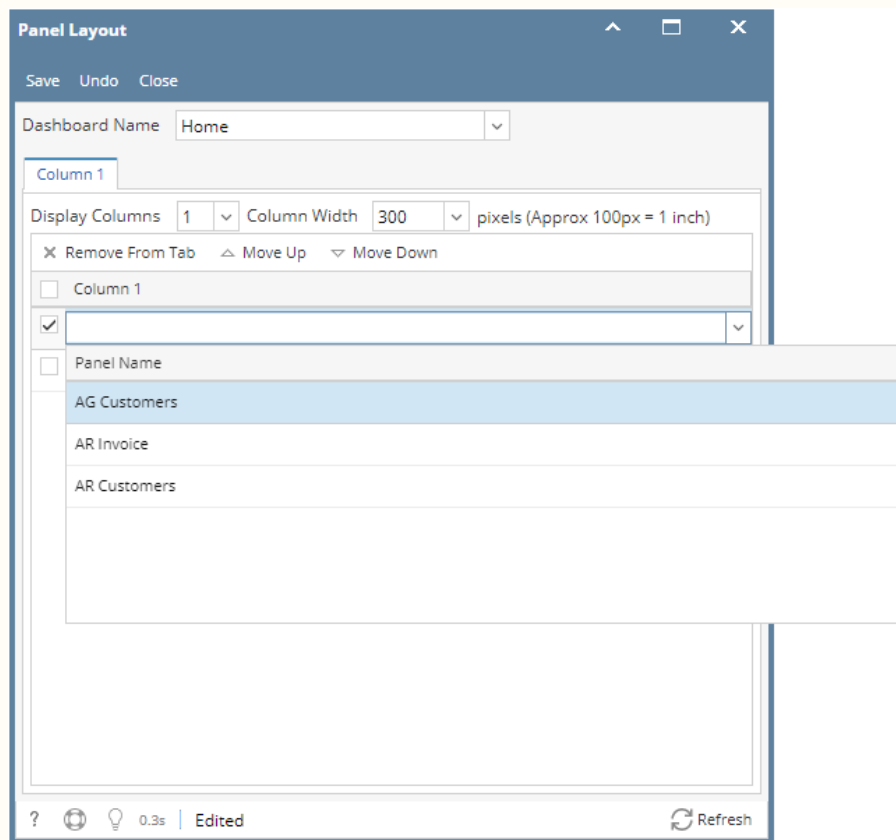 Panel Layout
Save Undo Close
Dashboard Name Home
Column 1
Display Columns 1 Column Width 300 pixels (Approx 100px = 1 inch)
Remove From Tab Move Up Move Down
Column 1
Panel Name
AG Customers
AR Invoice
AR Customers
? 0.3s Edited Refresh